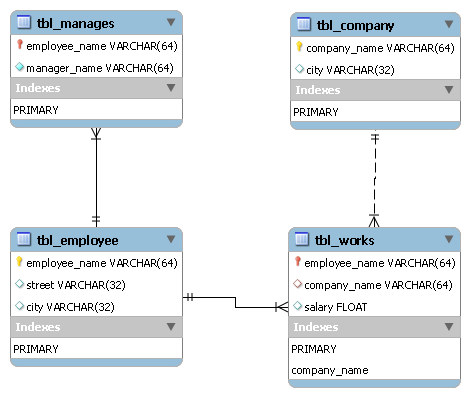 tbl_manages
employee_name VARCHAR(64)
manager_name VARCHAR(64)
Indexes
PRIMARY
tbl_company
company_name VARCHAR(64)
city VARCHAR(32)
Indexes
PRIMARY
tbl_employee
employee_name VARCHAR(64)
street VARCHAR(32)
city VARCHAR(32)
Indexes
PRIMARY
tbl_works
employee_name VARCHAR(64)
company_name VARCHAR(64)
salary FLOAT
Indexes
PRIMARY
company_name